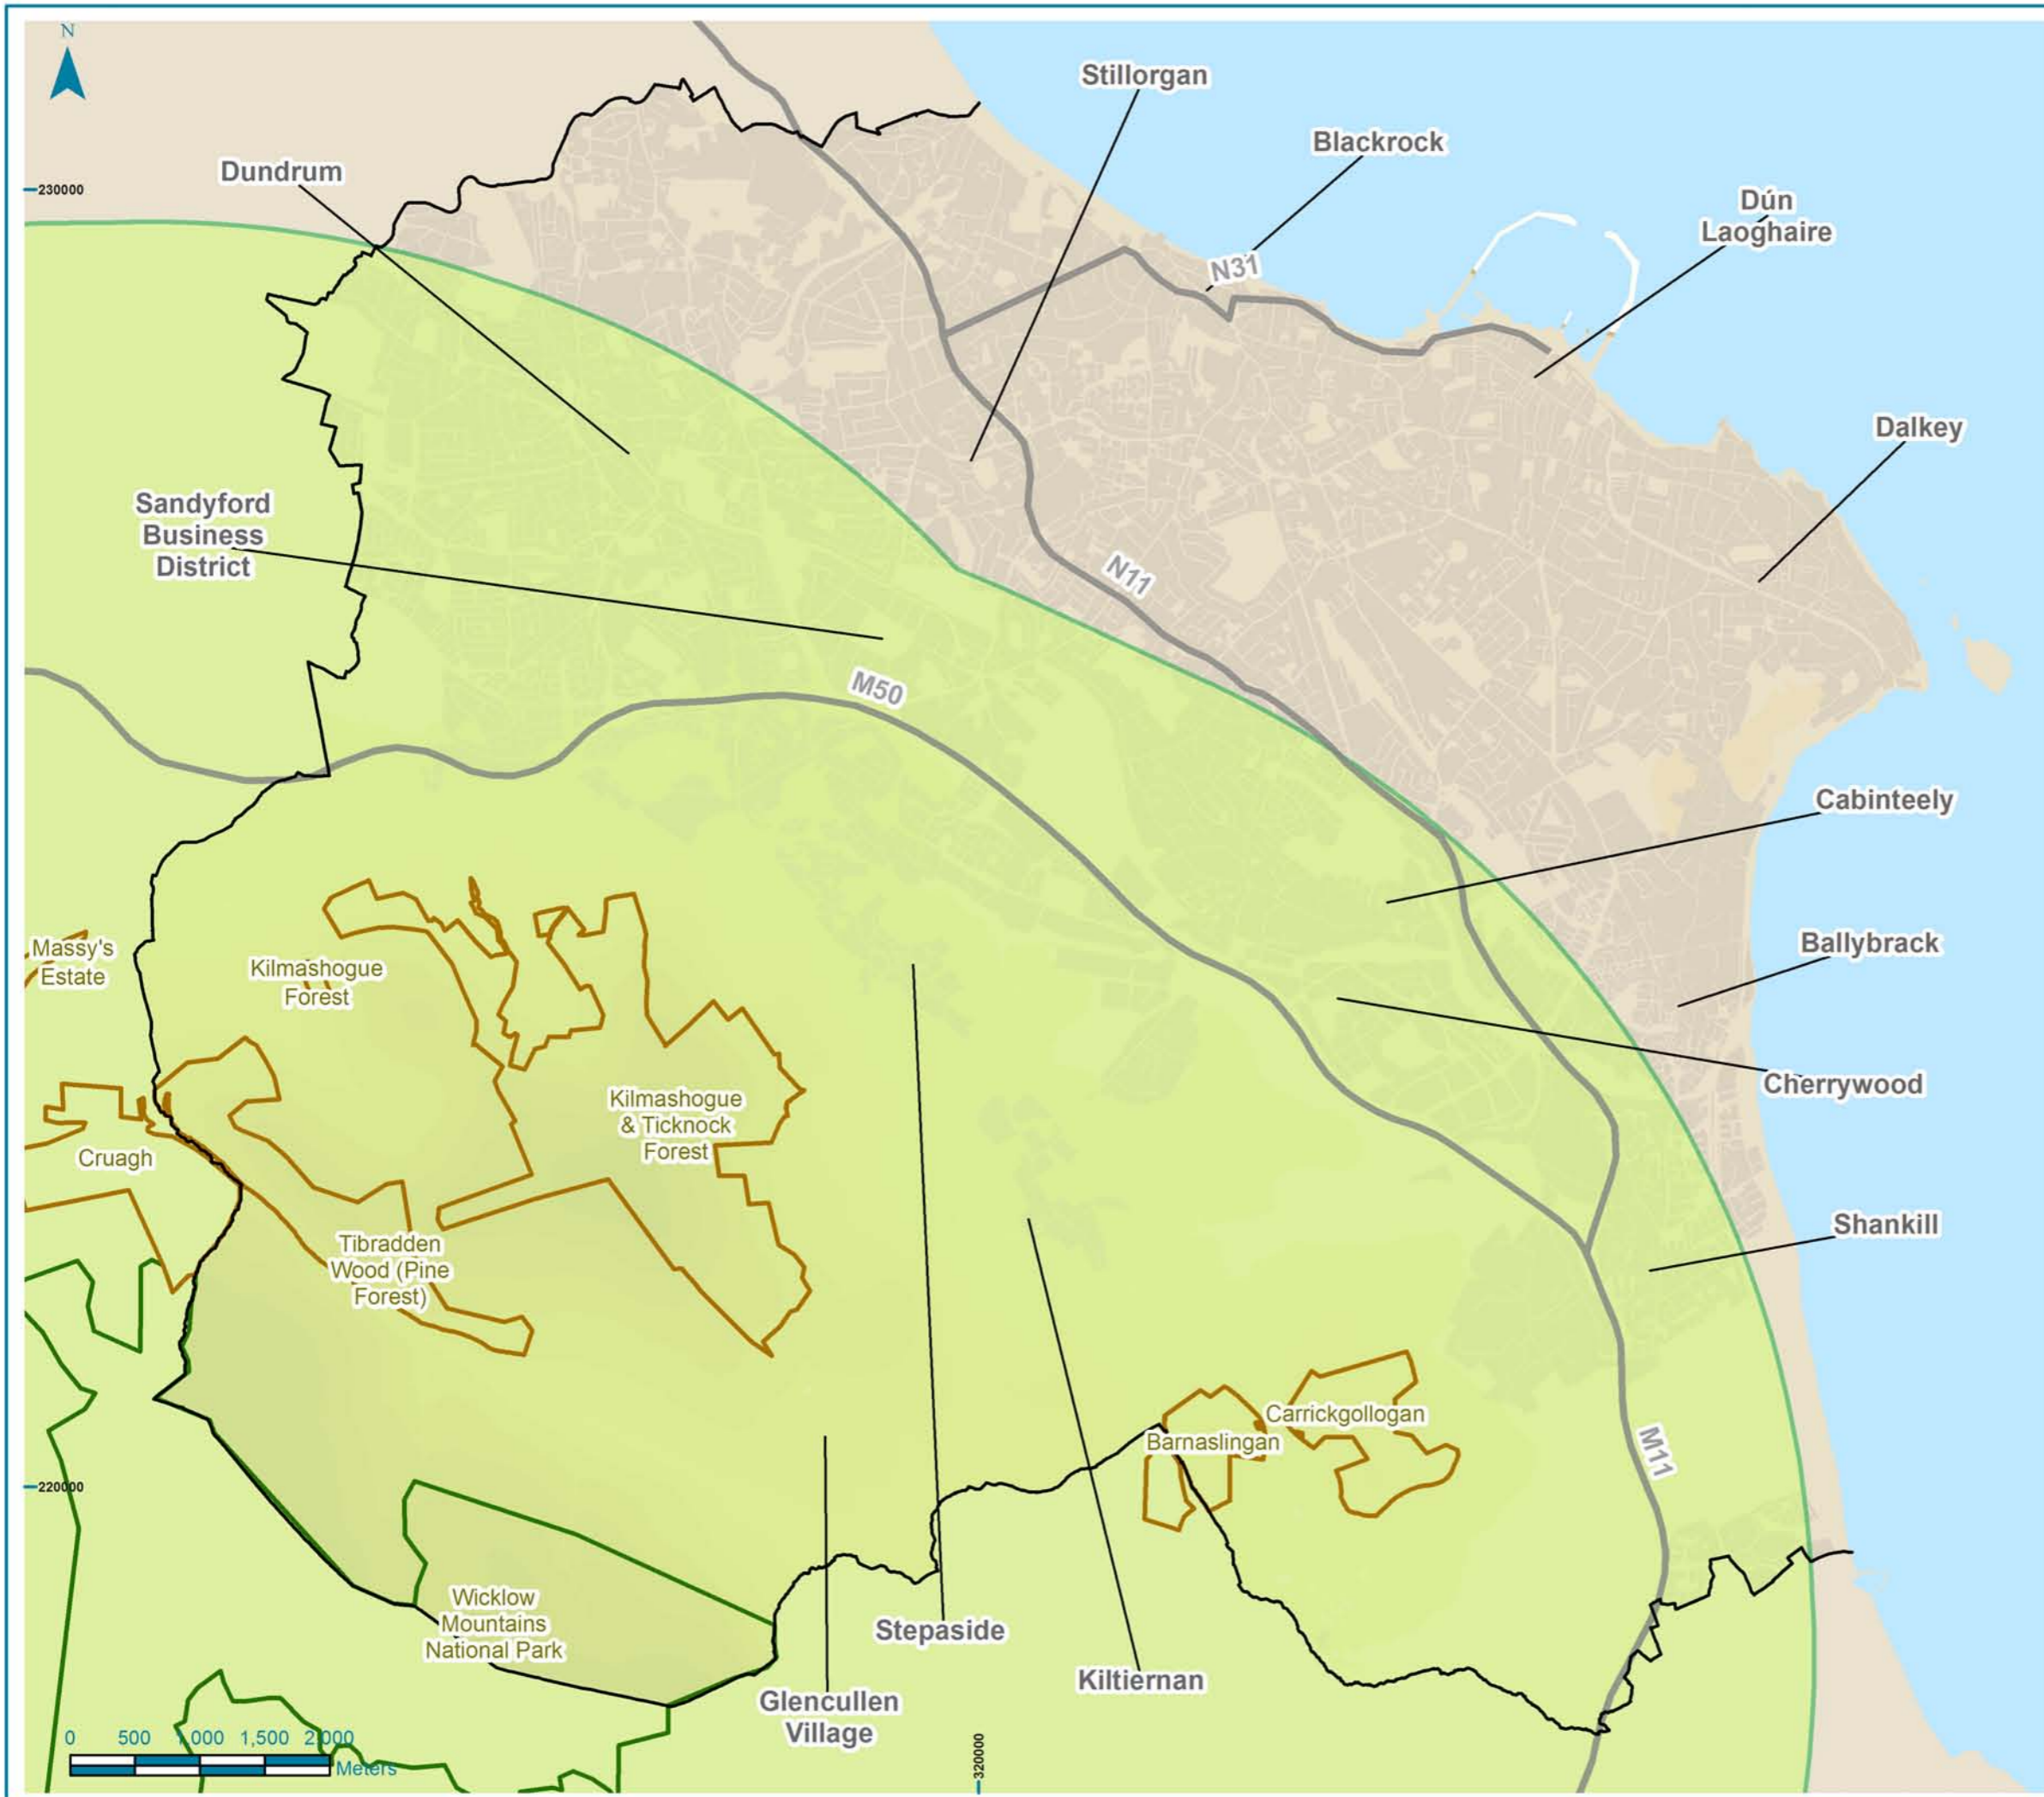 N
Stillorgan
Blackrock
Dundrum
230000
Dún
Laoghaire
N31
Dalkey
Sandyford
Business
District
N11
M50
Cabinteely
Massy's
Estate
Kilmashogue
Forest
Ballybrack
Cherrywood
Kilmashogue
& Ticknock
Forest
Cruagh
Tibradden
Wood (Pine
Forest)
Shankill
Carrickgollogan
Barnaslingan
M11
220000
Wicklow
Mountains
National Park
Stepaside
Kiltiernan
Glencullen
Village
0 500 1,000 1,500 2,000
Meters
320000